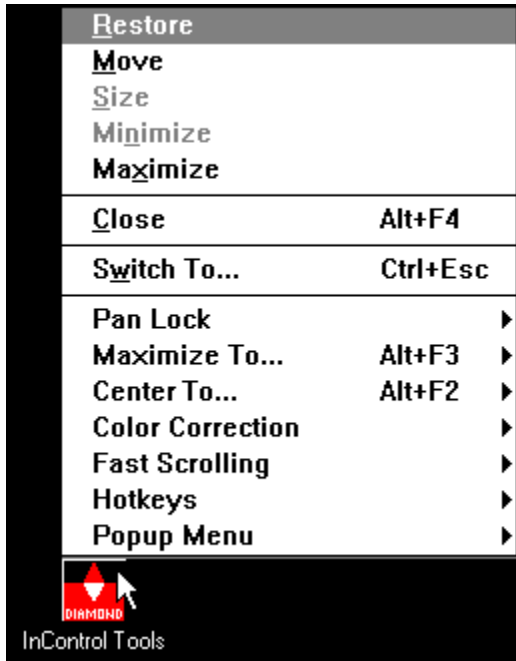 Restore
Move
Size
Minimize
Maximize
Close Alt+F4
Switch To... Ctrl+Esc
Pan Lock
Maximize To... Alt+F3
Center To... Alt+F2
Color Correction
Fast Scrolling
Hotkeys
Popup Menu
DIAMOND
InControl Tools